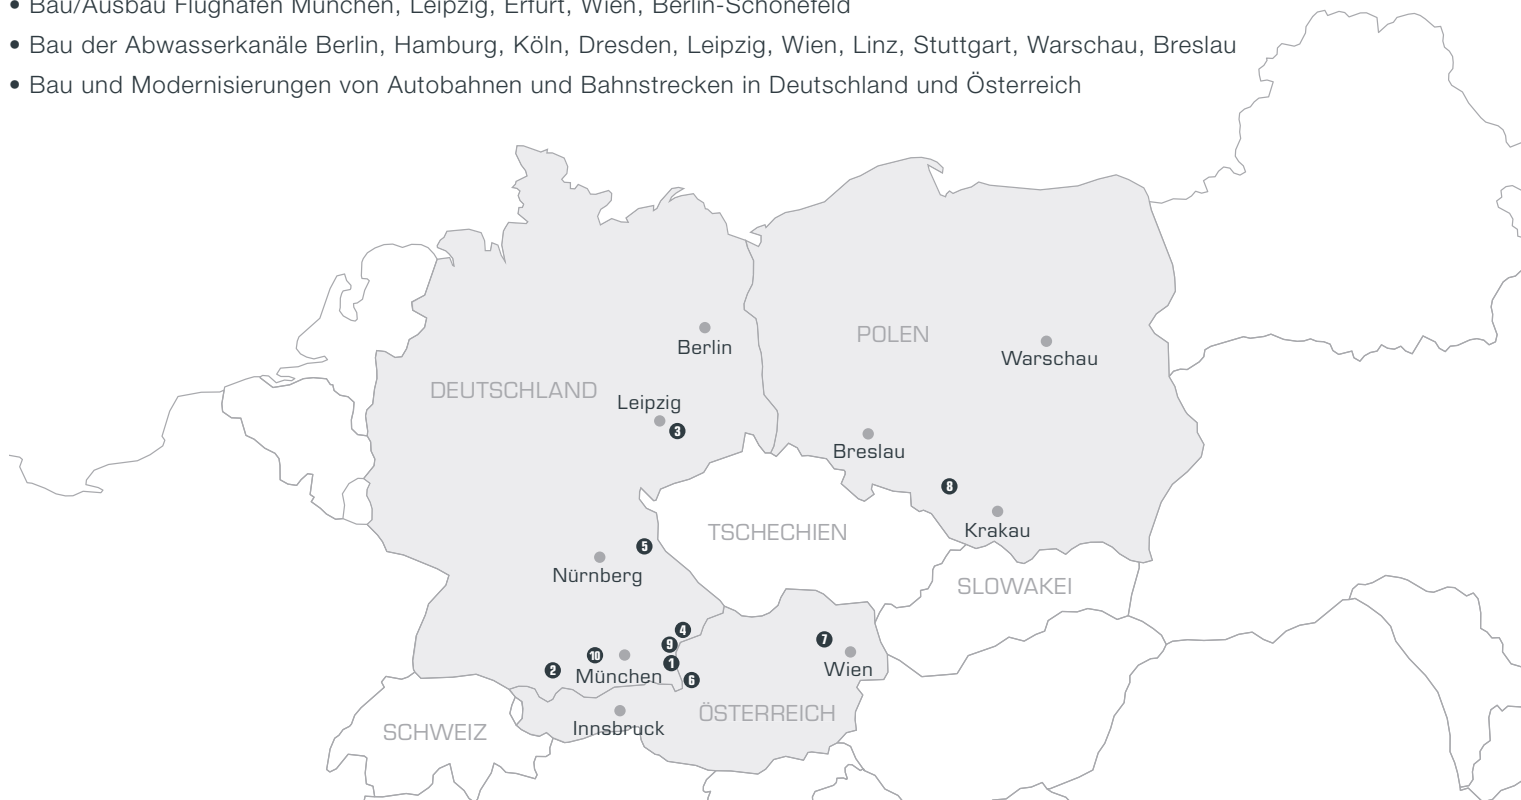 • Bau/Ausbau Flughäfen München, Leipzig, Erfurt, Wien, Berlin-Schönefeld
• Bau der Abwasserkanäle Berlin, Hamburg, Köln, Dresden, Leipzig, Wien, Linz, Stuttgart, Warschau, Breslau
• Bau und Modernisierungen von Autobahnen und Bahnstrecken in Deutschland und Österreich
Berlin
POLEN
Warschau
DEUTSCHLAND
Leipzig
3
Breslau
8
Krakau
TSCHECHIEN
5
Nürnberg
SLOWAKEI
4
7
9
10
1
2
München
6
Wien
ÖSTERREICH
Innsbruck
SCHWEIZ